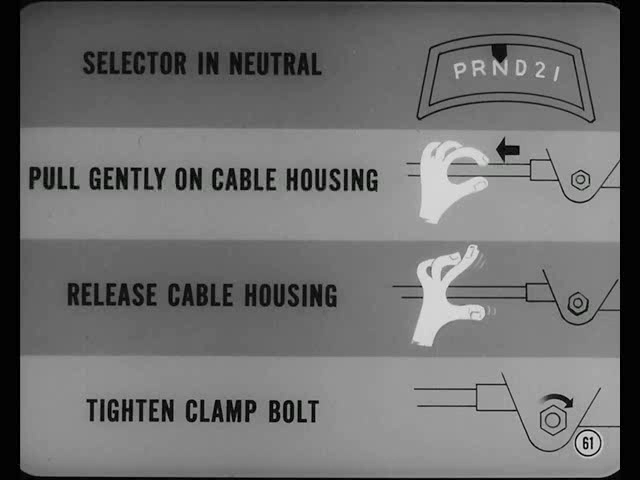 SELECTOR IN NEUTRAL
PRND21
PULL GENTLY ON CABLE HOUSING
RELEASE CABLE HOUSING
TIGHTEN CLAMP BOLT
61